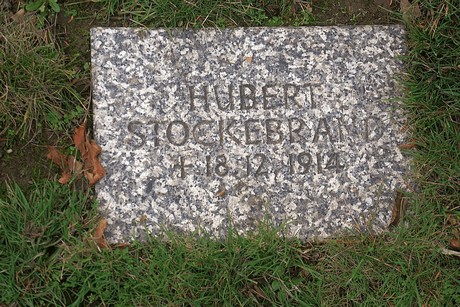 HUBERT
STOCKEBRAND
+ 18.12.1914